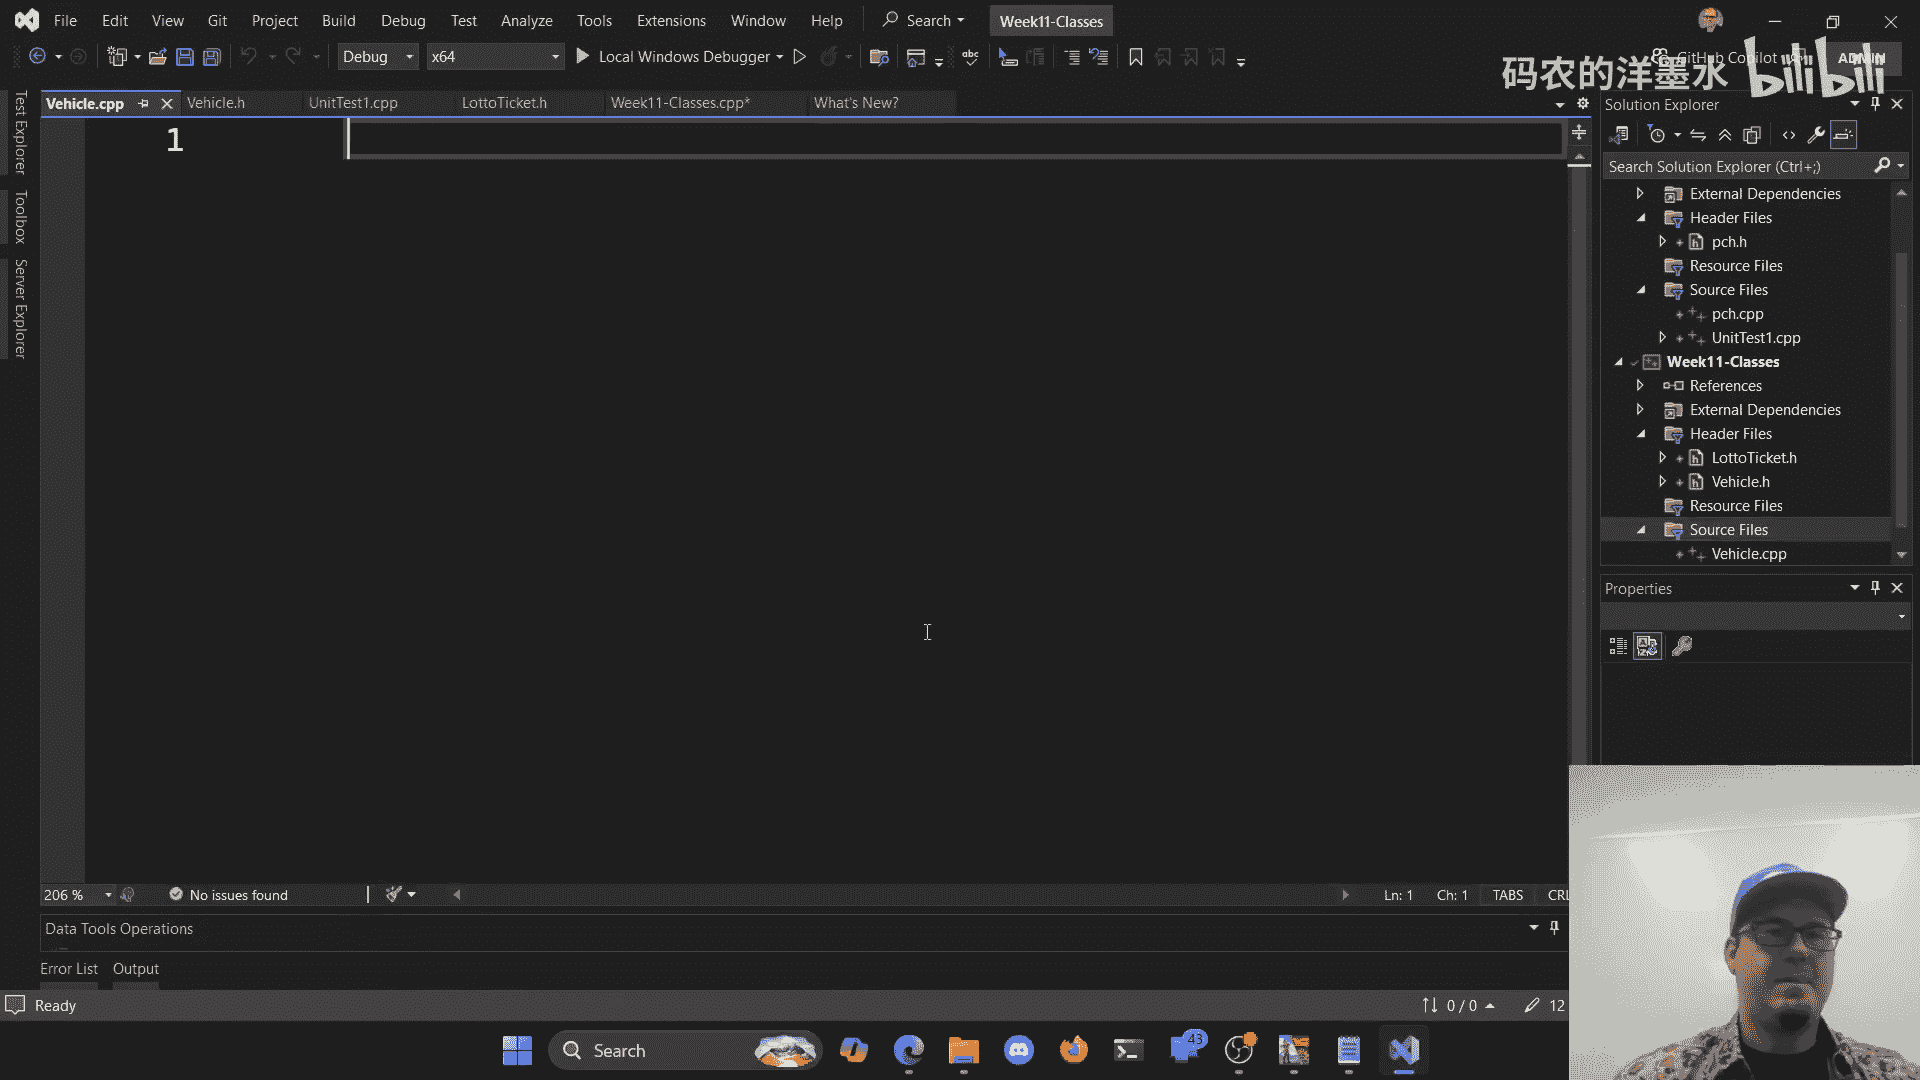 File Edit View Git Project Build Debug Test Analyze Tools Extensions Window Help Search Week11-Classes
Debug x64 Local Windows Debugger GitHub Copilot ADMIN
码农的洋墨水 bilibili
Vehicle.cpp Vehicle.h UnitTest1.cpp LottoTicket.h Week11-Classes.cpp* What's New?
Solution Explorer
Search Solution Explorer (Ctrl+;)
Test Explorer
Toolbox
Server Explorer
1
External Dependencies
Header Files
pch.h
Resource Files
Source Files
pch.cpp
UnitTest1.cpp
Week11-Classes
References
External Dependencies
Header Files
LottoTicket.h
Vehicle.h
Resource Files
Source Files
Vehicle.cpp
Properties
206 % No issues found Ln: 1 Ch: 1 TABS
Data Tools Operations
Error List Output
Ready 0 / 0 12
Search 43